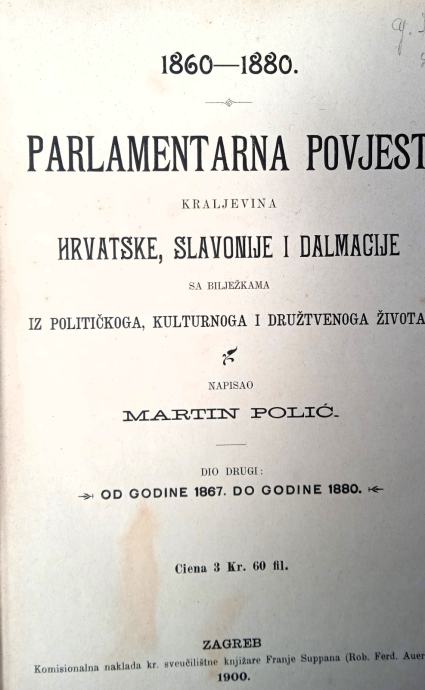 1860—1880.
PARLAMENTARNA POVJEST
KRALJEVINA
HRVATSKE, SLAVONIJE I DALMACIJE
SA BILJEŽKAMA
IZ POLITIČKOGA, KULTURNOGA I DRUŽTVENOGA ŽIVOTA
NAPISAO
MARTIN POLIĆ.
DIO DRUGI:
OD GODINE 1867. DO GODINE 1880.
Ciena 3 Kr. 60 fil.
ZAGREB
Komisionalna naklada kr. sveučilištne knjižare Franje Suppana (Rob. Ferd. Auer
1900.